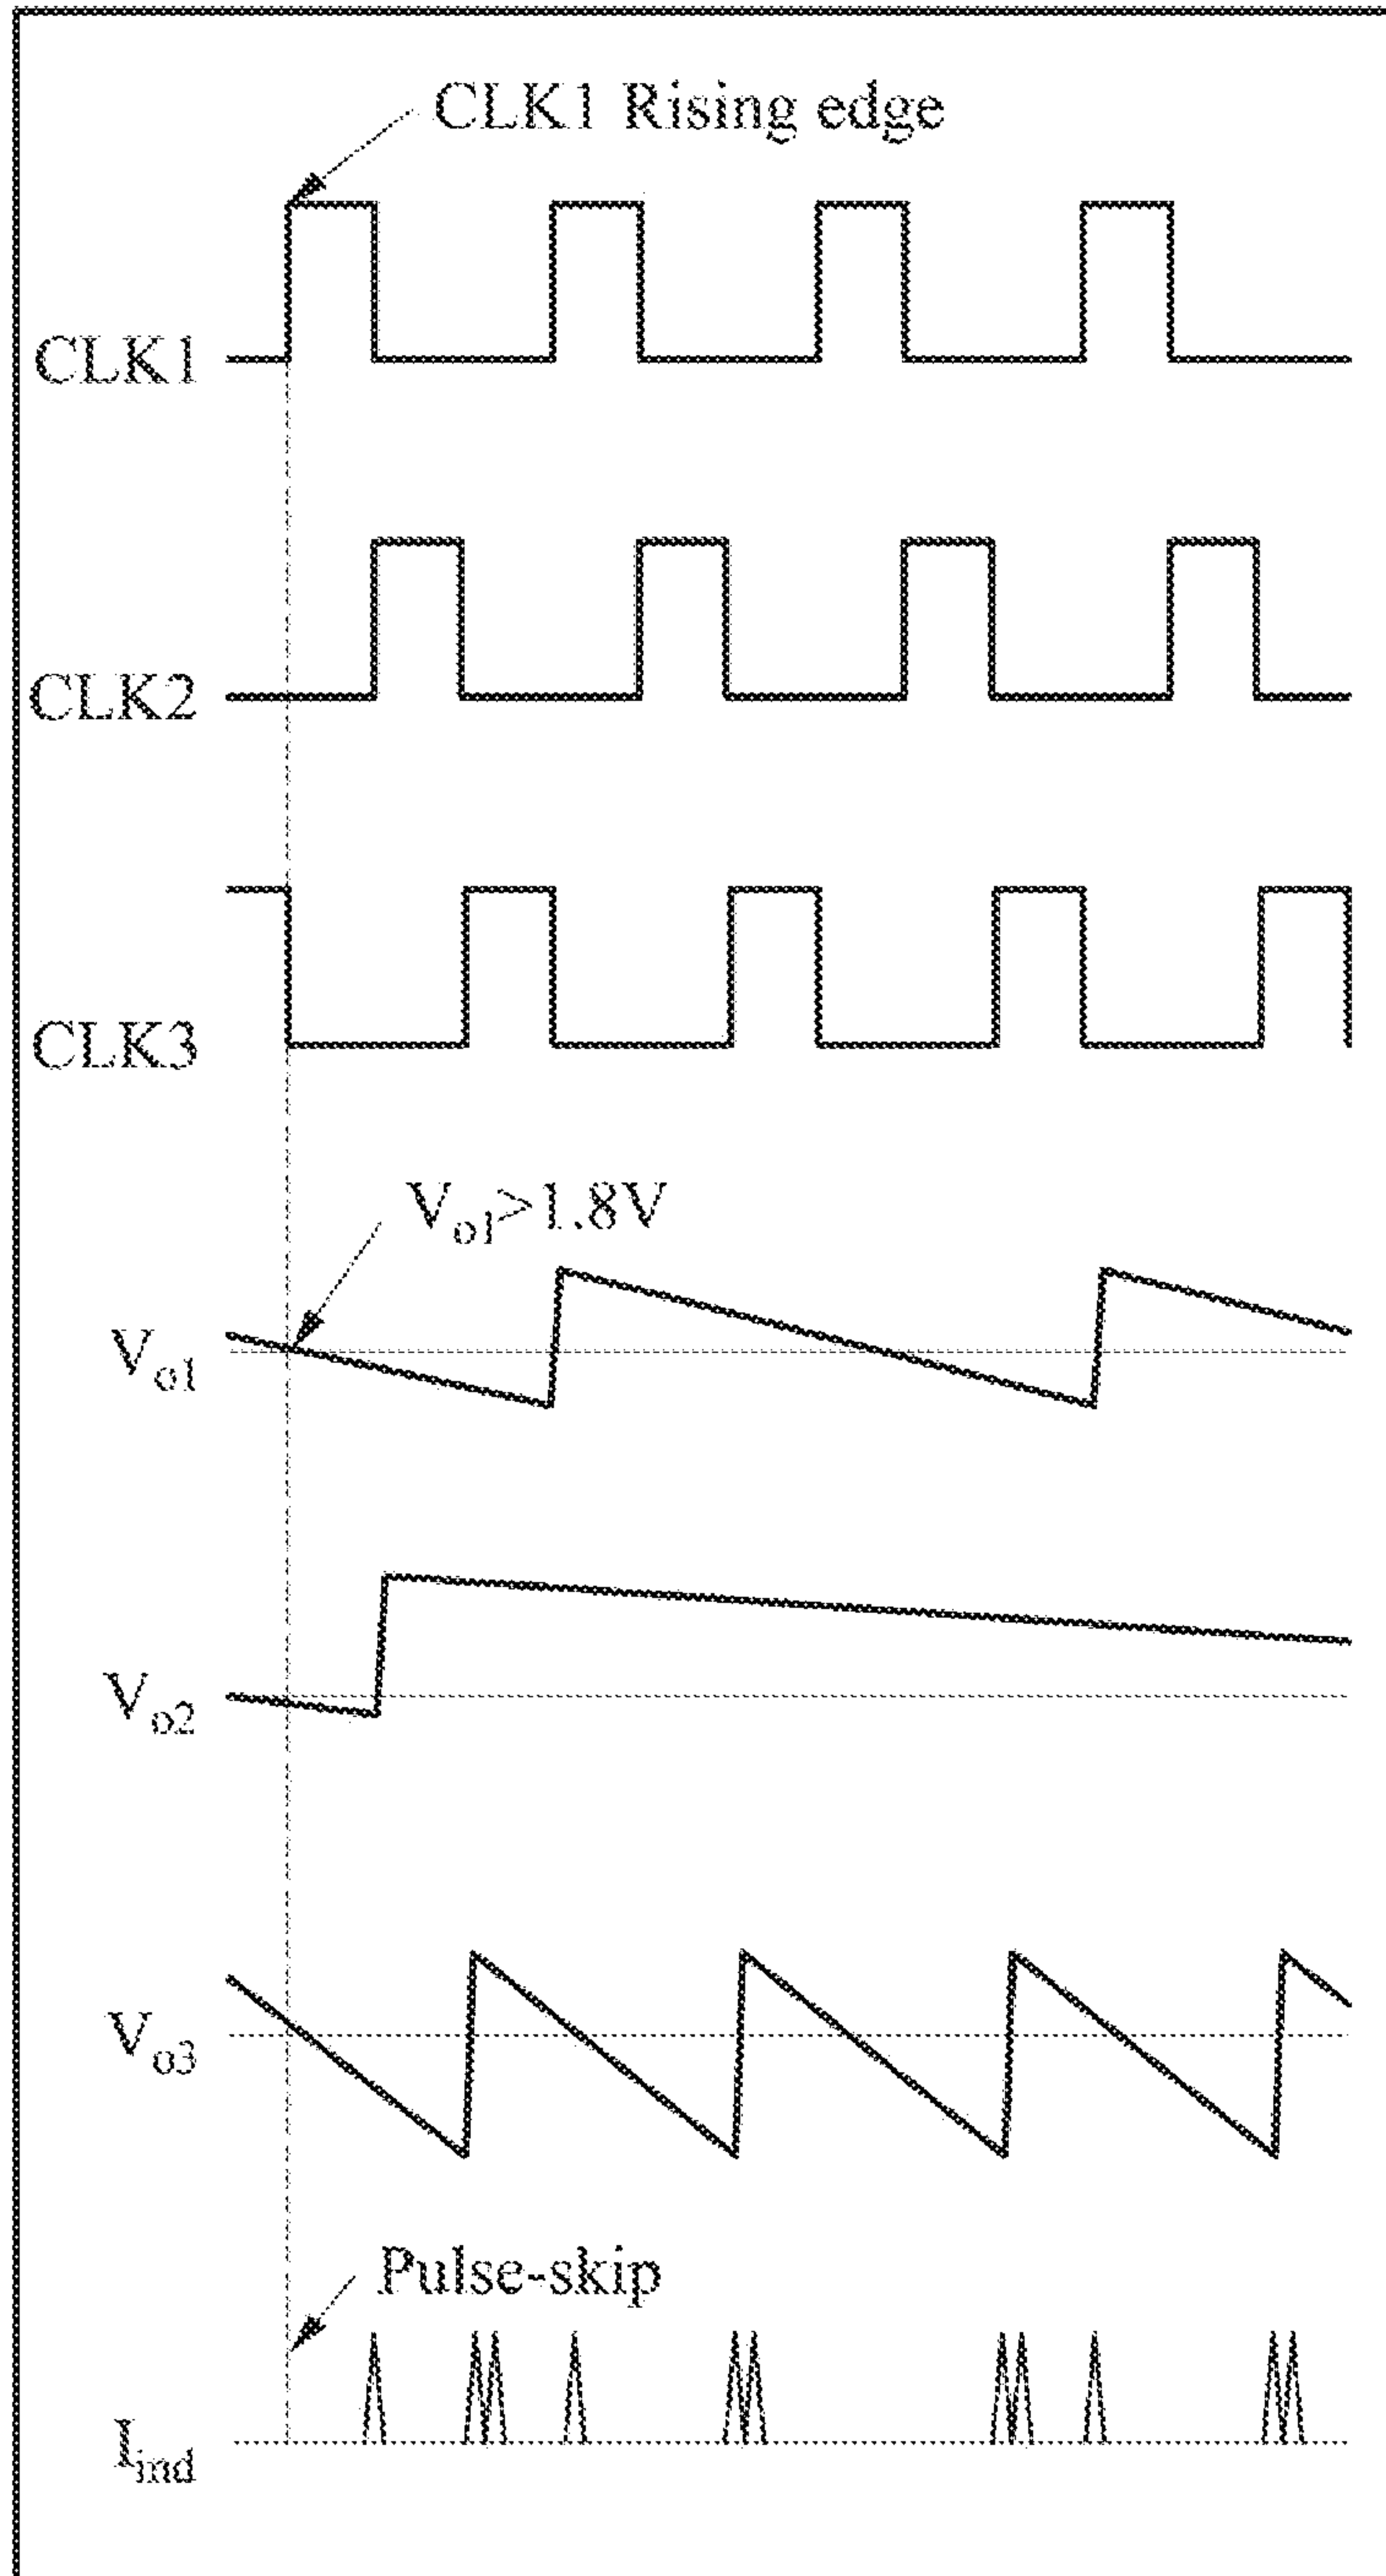 CLK1 Rising edge
CLK1
CLK2
CLK3
Vo1>1.8V
Vo1
Vo2
Vo3
Pulse-skip
Iind